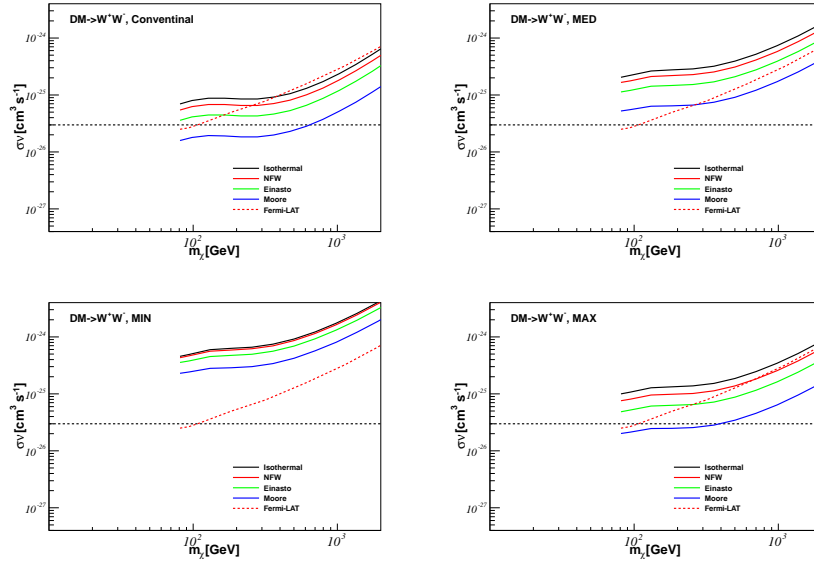 DM->W⁺W⁻, Conventinal
σv [cm³ s⁻¹]
10⁻²⁴
10⁻²⁵
10⁻²⁶
10⁻²⁷
Isothermal
NFW
Einasto
Moore
Fermi-LAT
10²
10³
mχ[GeV]
DM->W⁺W⁻, MED
σv [cm³ s⁻¹]
10⁻²⁴
10⁻²⁵
10⁻²⁶
10⁻²⁷
Isothermal
NFW
Einasto
Moore
Fermi-LAT
10²
10³
mχ[GeV]
DM->W⁺W⁻, MIN
σv [cm³ s⁻¹]
10⁻²⁴
10⁻²⁵
10⁻²⁶
10⁻²⁷
Isothermal
NFW
Einasto
Moore
Fermi-LAT
10²
10³
mχ[GeV]
DM->W⁺W⁻, MAX
σv [cm³ s⁻¹]
10⁻²⁴
10⁻²⁵
10⁻²⁶
10⁻²⁷
Isothermal
NFW
Einasto
Moore
Fermi-LAT
10²
10³
mχ[GeV]